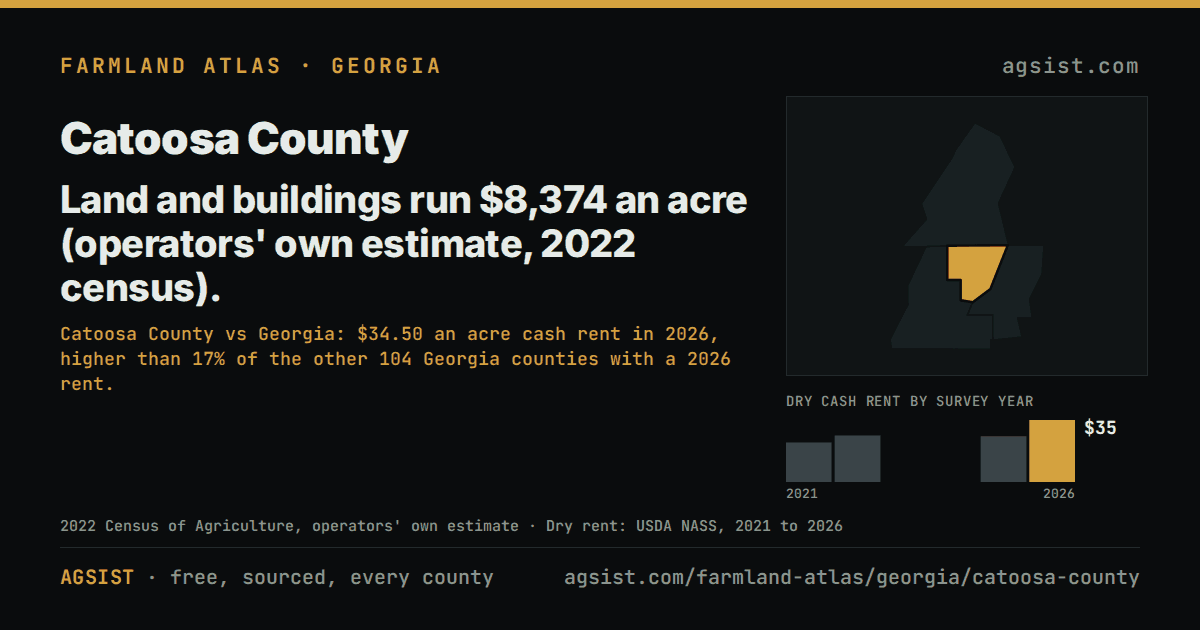 FARMLAND ATLAS · GEORGIA
agsist.com
Catoosa County
Land and buildings run $8,374 an acre
(operators' own estimate, 2022
census).
Catoosa County vs Georgia: $34.50 an acre cash rent in 2026,
higher than 17% of the other 104 Georgia counties with a 2026
rent.
DRY CASH RENT BY SURVEY YEAR
$35
2021
2026
2022 Census of Agriculture, operators' own estimate · Dry rent: USDA NASS, 2021 to 2026
AGSIST · free, sourced, every county
agsist.com/farmland-atlas/georgia/catoosa-county